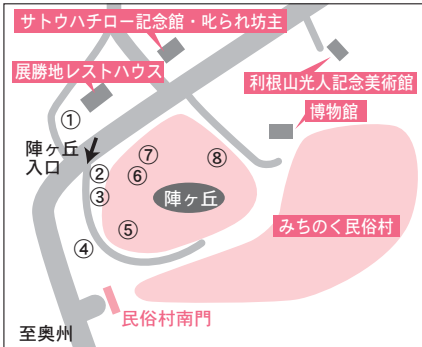 サトウハチロー記念館・叱られ坊主
展勝地レストハウス
利根山光人記念美術館
博物館
①
陣ヶ丘
入口
②
③
④
⑤
⑥
⑦
⑧
陣ヶ丘
みちのく民俗村
民俗村南門
至奥州